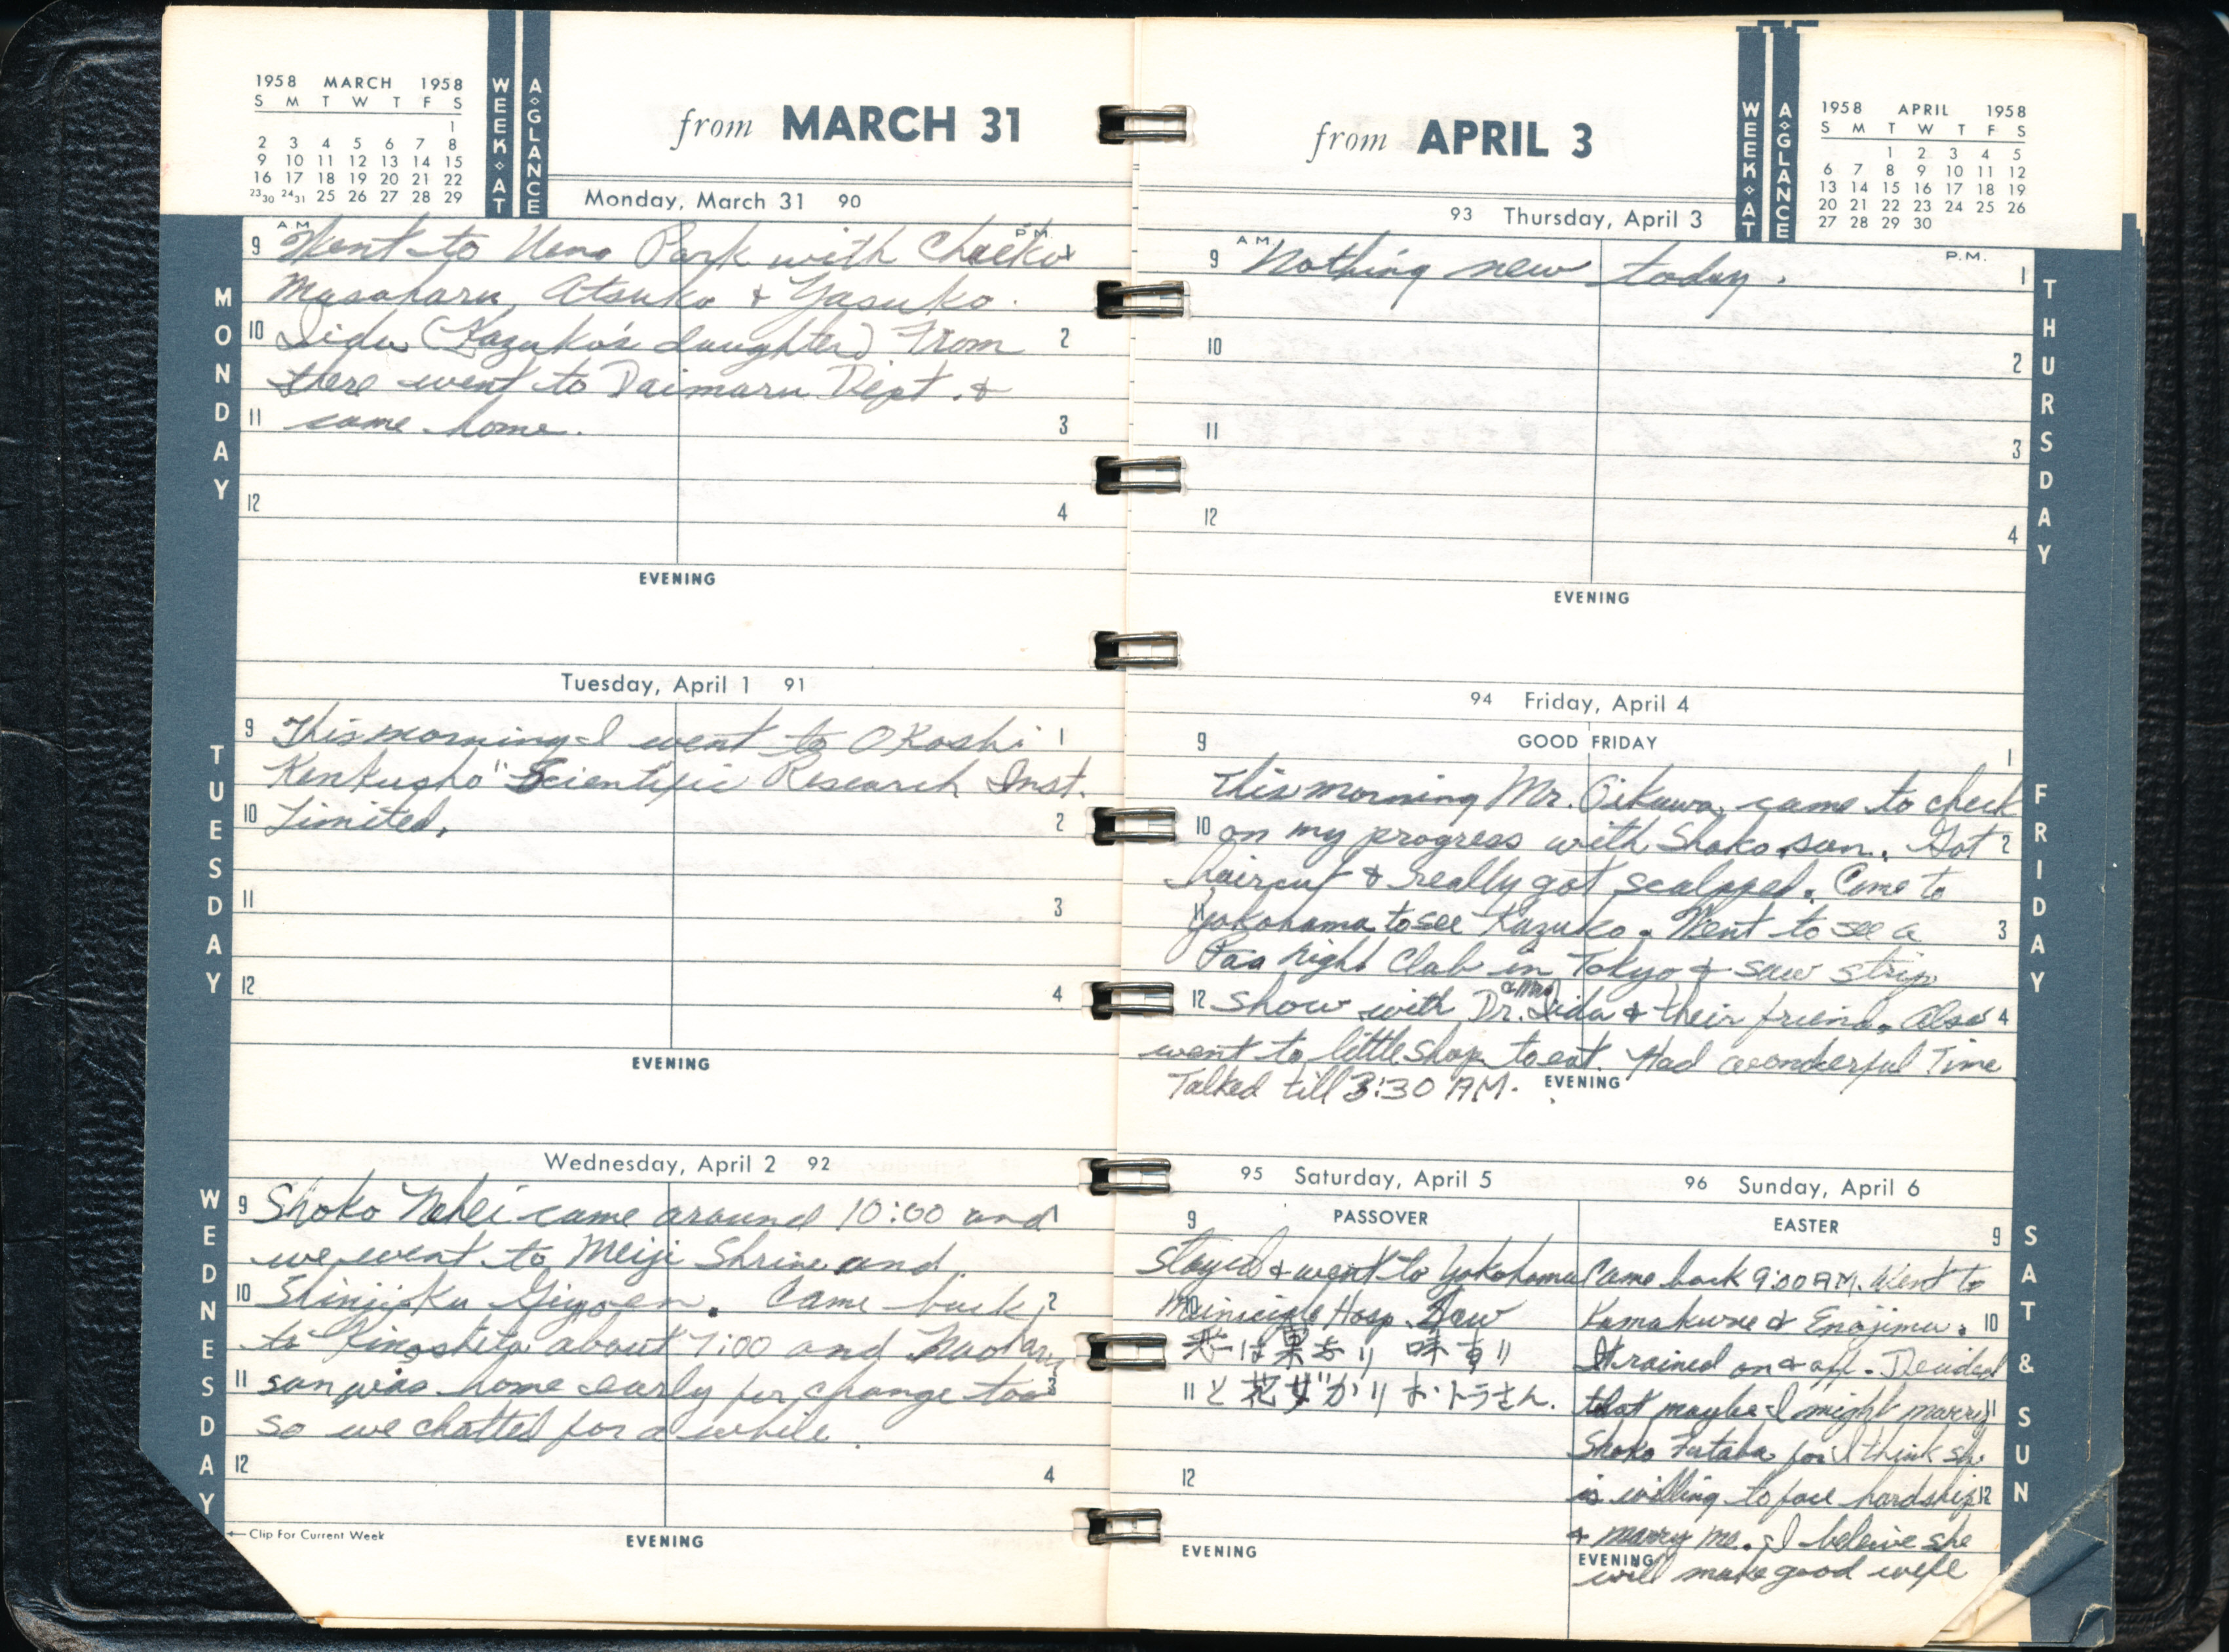 1958 MARCH 1958
S M T W T F S
1
2 3 4 5 6 7 8
9 10 11 12 13 14 15
16 17 18 19 20 21 22
23/30 24/31 25 26 27 28 29
WEEK AT A GLANCE
from MARCH 31
Monday, March 31 90
MONDAY
A.M. P.M.
9 Went to Ueno Park with Chaeko 1
Masaharu, Atsuko & Yasuko.
10 Iida (Kazuko's daughter) From 2
there went to Daimaru Dept. &
11 came home. 3
12 4
EVENING
Tuesday, April 1 91
TUESDAY
9 This morning I went to Okoshi 1
Kenkusho" Scientific Research Inst.
10 Limited. 2
11 3
12 4
EVENING
Wednesday, April 2 92
WEDNESDAY
9 Shoko Nehei came around 10:00 and 1
we went to Meiji Shrine and
10 Shinjiku Giyoen. Came back 2
to Kinoshita about 7:00 and Naoharu
11 san was home early for change too 3
so we chatted for a while.
12 4
← Clip For Current Week
EVENING
from APRIL 3
WEEK AT A GLANCE
1958 APRIL 1958
S M T W T F S
1 2 3 4 5
6 7 8 9 10 11 12
13 14 15 16 17 18 19
20 21 22 23 24 25 26
27 28 29 30
93 Thursday, April 3
THURSDAY
A.M. P.M.
9 Nothing new today. 1
10 2
11 3
12 4
EVENING
94 Friday, April 4
FRIDAY
9 GOOD FRIDAY 1
This morning Mr. Oikawa came to check
10 on my progress with Shoko san. Got 2
haircut & really got scalped. Came to
11 Yokohama to see Kazuko. Went to see a 3
night Club in Tokyo & saw strip
12 show with Dr. & Mrs Iida & their friend. Also 4
went to little shop to eat. Had wonderful Time
Talked till 3:30 AM. EVENING
95 Saturday, April 5
9 PASSOVER
Stayed & went to Yokohama
10 Hosp. Saw
は 果 より 味 〃
〃 と 花 ざかり お トラさん.
12
EVENING
96 Sunday, April 6
EASTER 9
SAT & SUN
Came back 9:00 AM. Went to
Kamakura & Enojima. 10
It rained on & off. Decided
that maybe I might marry 11
Shoko Futaba for I think she
is willing to face hardship 12
& marry me. I beleive she
EVENING
will make good wife